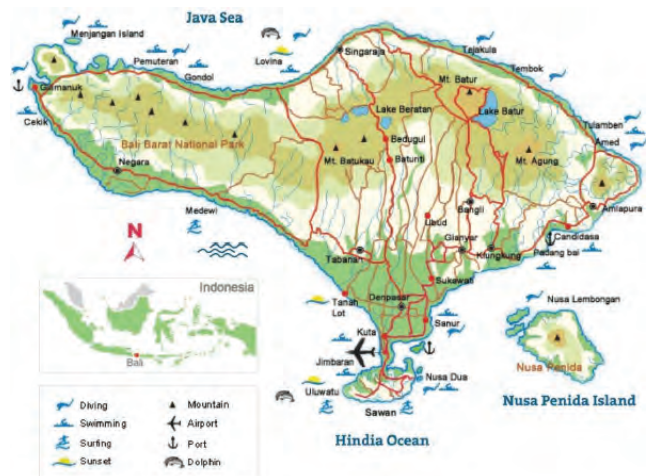 Java Sea
Menjangan Island
Pemuteran
Gondol
Lovina
Singaraja
Tejakula
Tembok
Gilimanuk
Cekik
Mt. Batur
Lake Beratan
Lake Batur
Tulamben
Amed
Bali Barat National Park
Bedugul
Baturiti
Mt. Batukau
Mt. Agung
Negara
Medewi
Amlapura
Bangli
Ubud
Candidasa
Gianyar
Klungkung
Padang bai
N
Tabanan
Sukawati
Indonesia
Bali
Tanah
Lot
Denpasar
Sanur
Nusa Lembongan
Kuta
Jimbaran
Nusa Penida
Nusa Dua
Uluwatu
Sawan
Nusa Penida Island
Hindia Ocean
Diving
Swimming
Surfing
Sunset
Mountain
Airport
Port
Dolphin